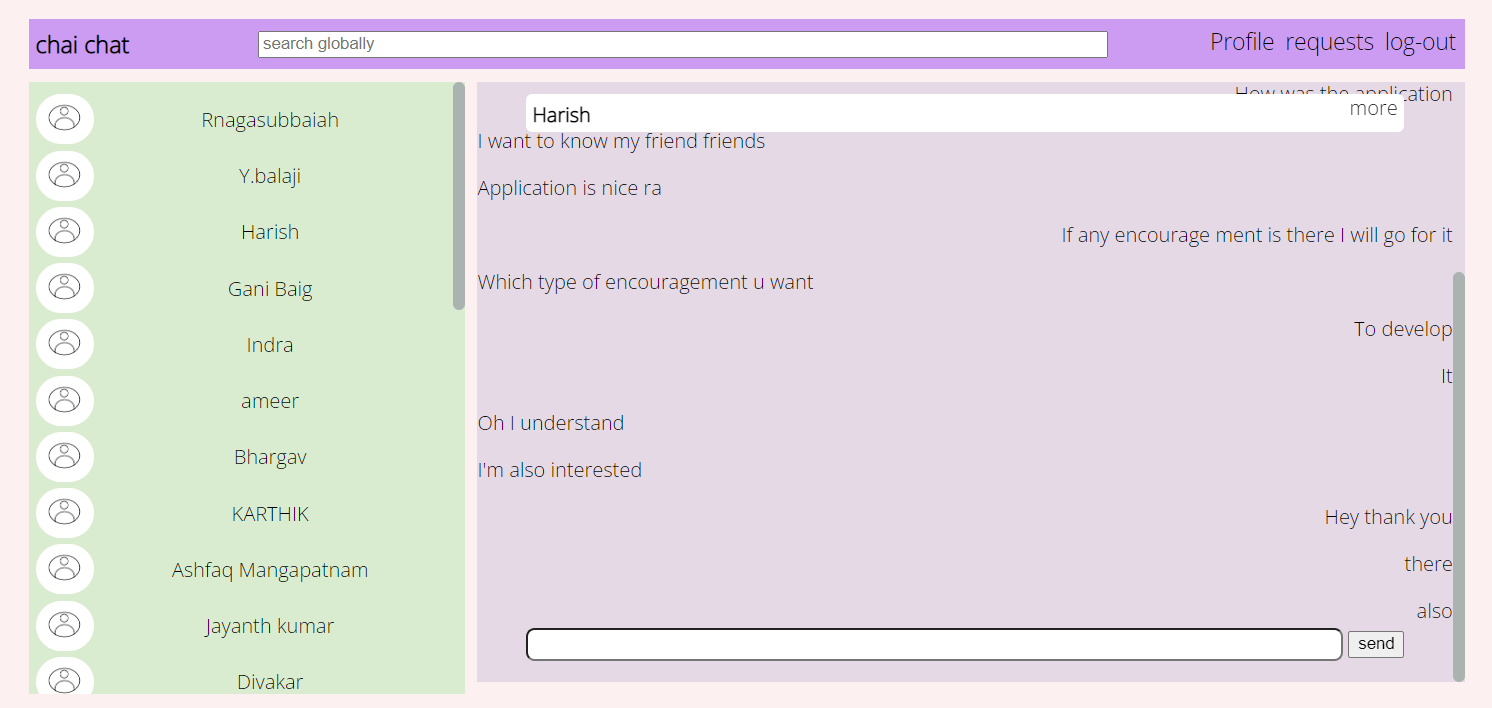 chai chat
search globally
Profile requests log-out
Rnagasubbaiah
Y.balaji
Harish
Gani Baig
Indra
ameer
Bhargav
KARTHIK
Ashfaq Mangapatnam
Jayanth kumar
Divakar
How was the application
Harish
more
I want to know my friend friends
Application is nice ra
If any encourage ment is there I will go for it
Which type of encouragement u want
To develop
It
Oh I understand
I'm also interested
Hey thank you
there
also
send